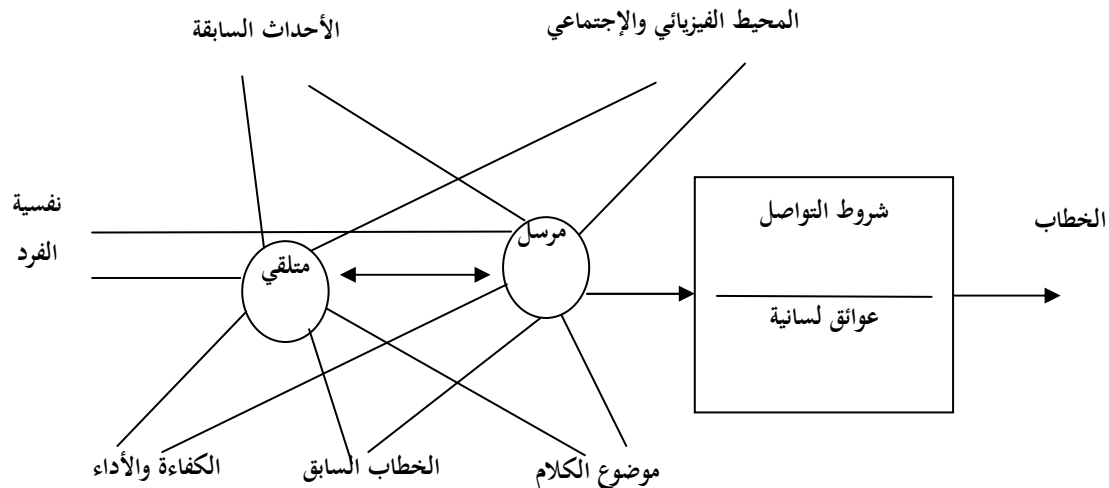 المحيط الفيزيائي والإجتماعي
الأحداث السابقة
نفسية
الفرد
مرسل
متلقي
شروط التواصل
عوائق لسانية
الخطاب
موضوع الكلام
الخطاب السابق
الكفاءة والأداء